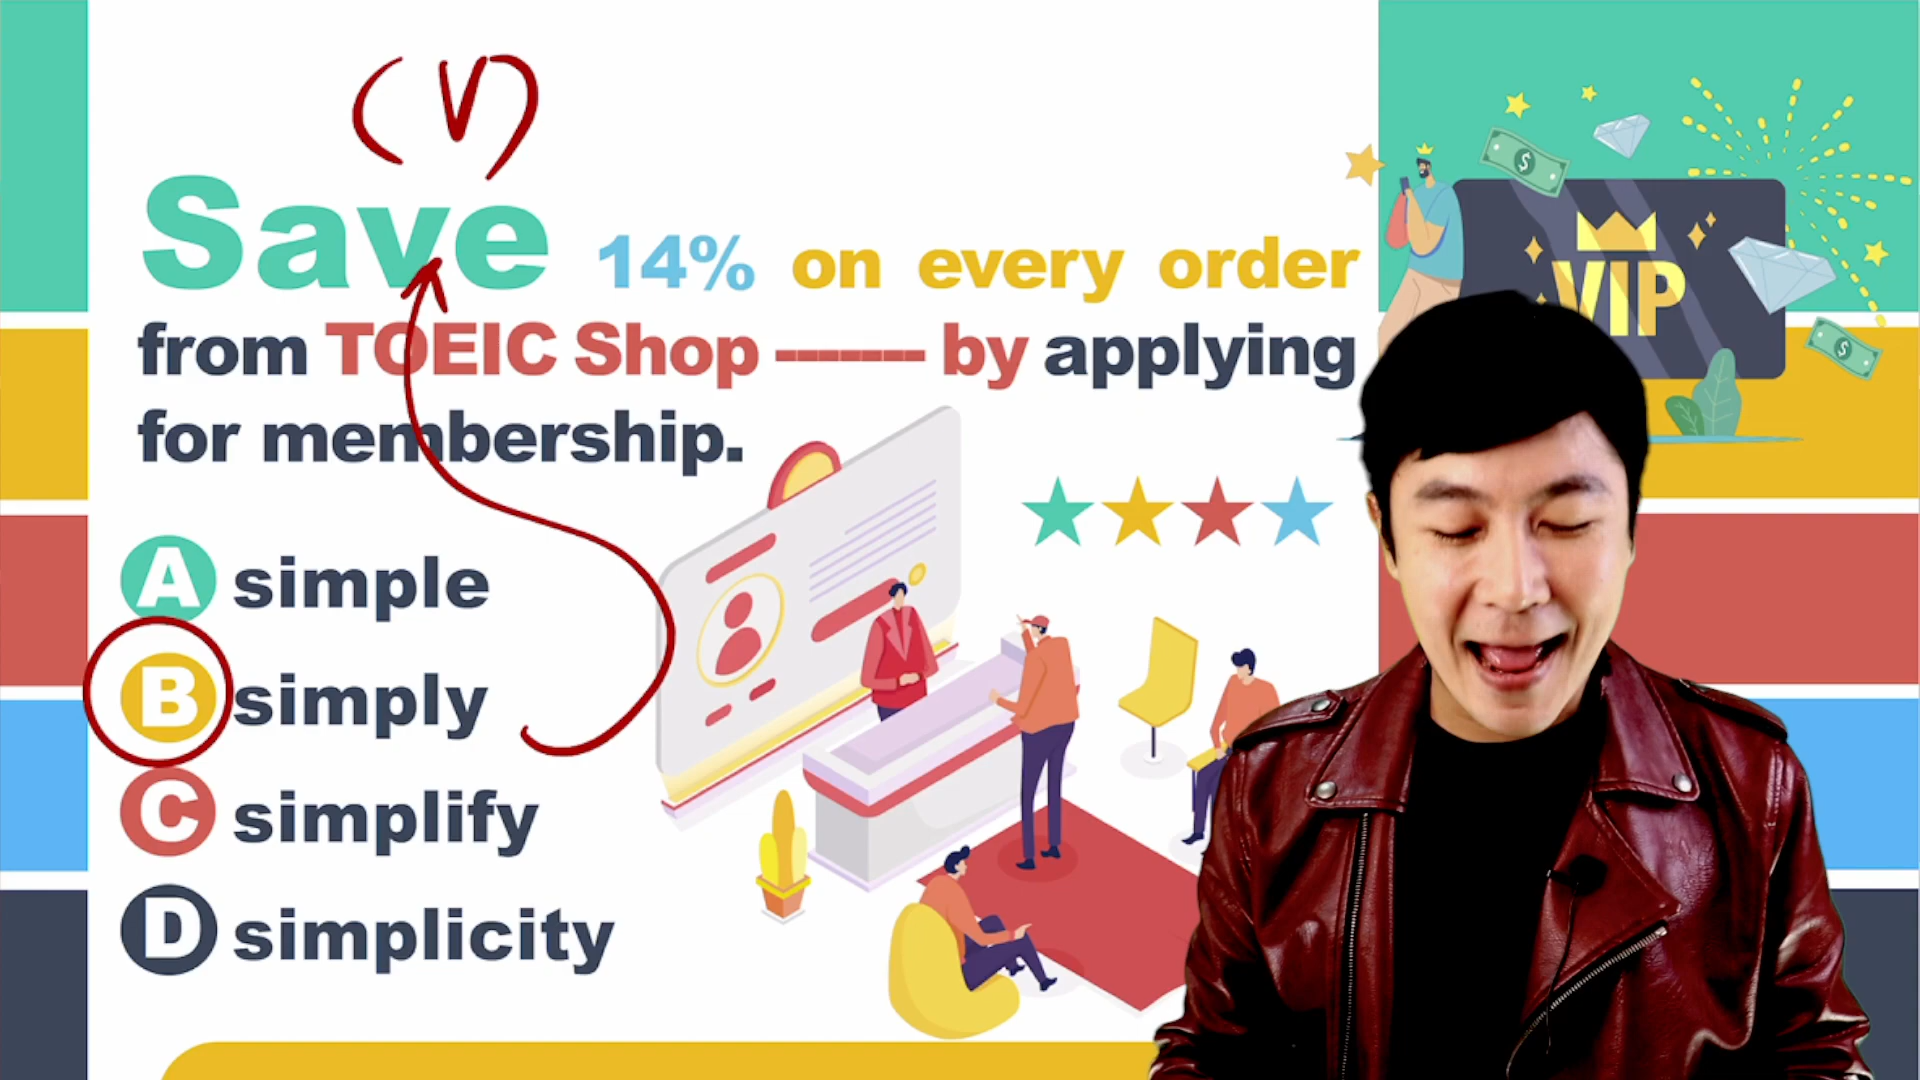 (V)
VIP
Save 14% on every order
from TOEIC Shop ------- by applying
for membership.
A simple
B simply
C simplify
D simplicity